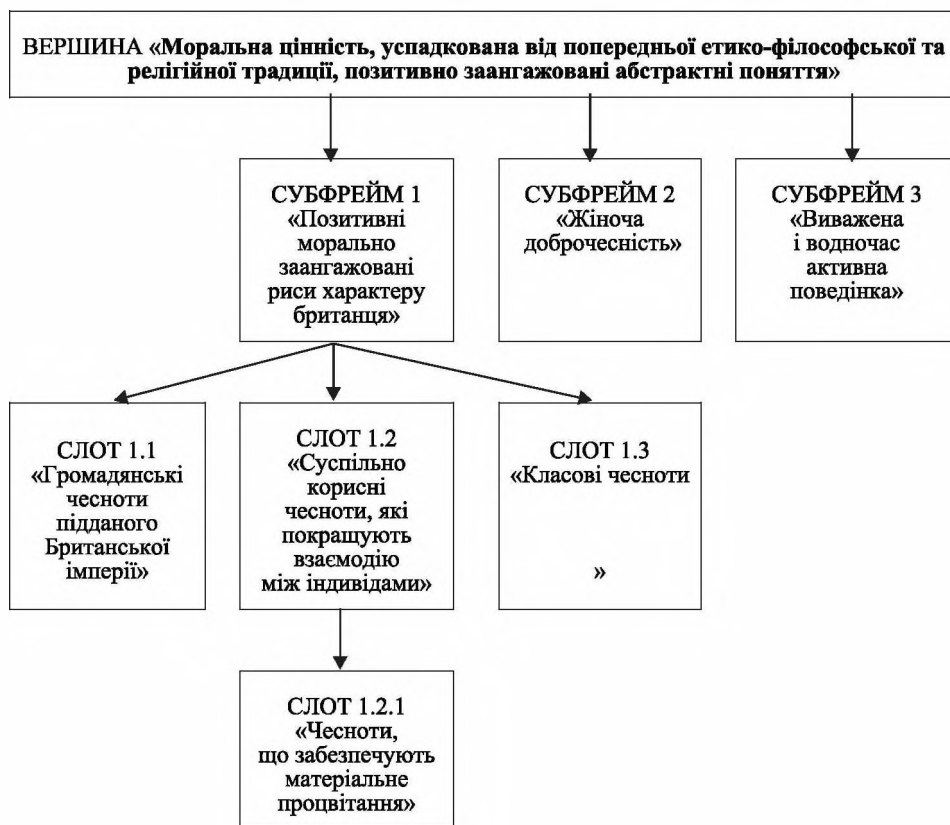 ВЕРШИНА «Моральна цінність, успадкована від попередньої етико-філософської та
релігійної традиції, позитивно заангажовані абстрактні поняття»
СУБФРЕЙМ 1
«Позитивні
морально
заангажовані
риси характеру
британця»
СУБФРЕЙМ 2
«Жіноча
доброчесність»
СУБФРЕЙМ 3
«Виважена
і водночас
активна
поведінка»
СЛОТ 1.1
«Громадянські
чесноти
підданого
Британської
імперії»
СЛОТ 1.2
«Суспільно
корисні
чесноти, які
покращують
взаємодію
між індивідами»
СЛОТ 1.3
«Класові чесноти
»
СЛОТ 1.2.1
«Чесноти,
що забезпечують
матеріальне
процвітання»